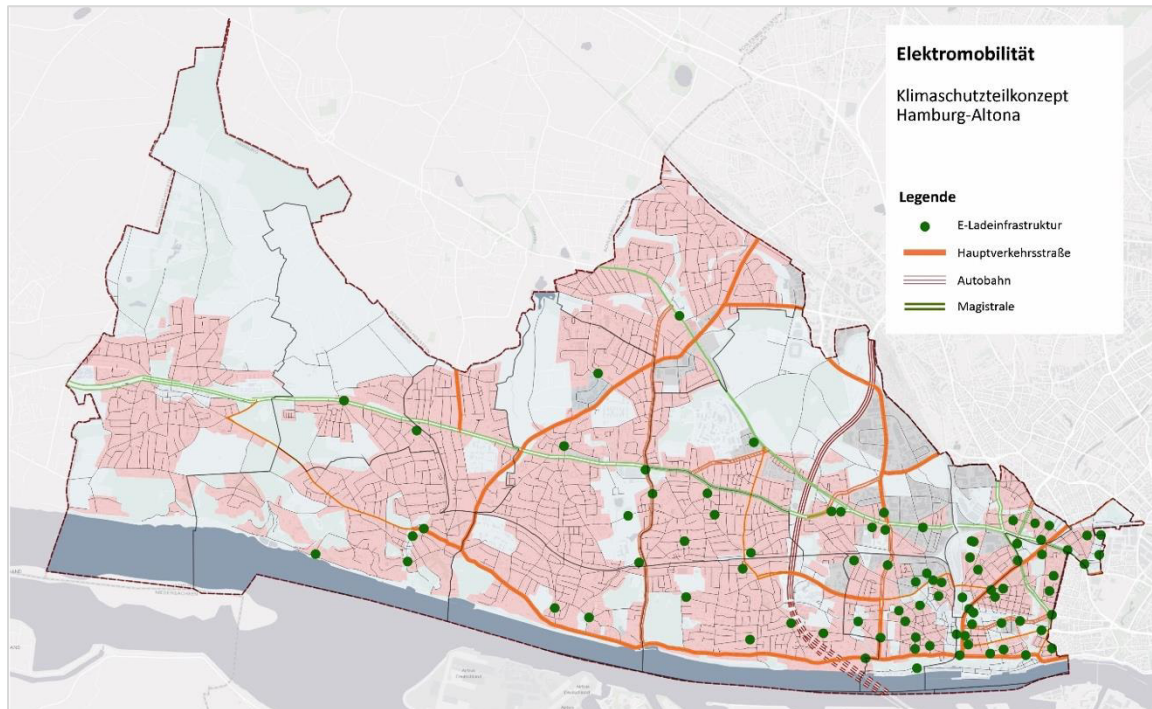 Elektromobilität
Klimaschutzteilkonzept
Hamburg-Altona
Legende
E-Ladeinfrastruktur
Hauptverkehrsstraße
Autobahn
Magistrale